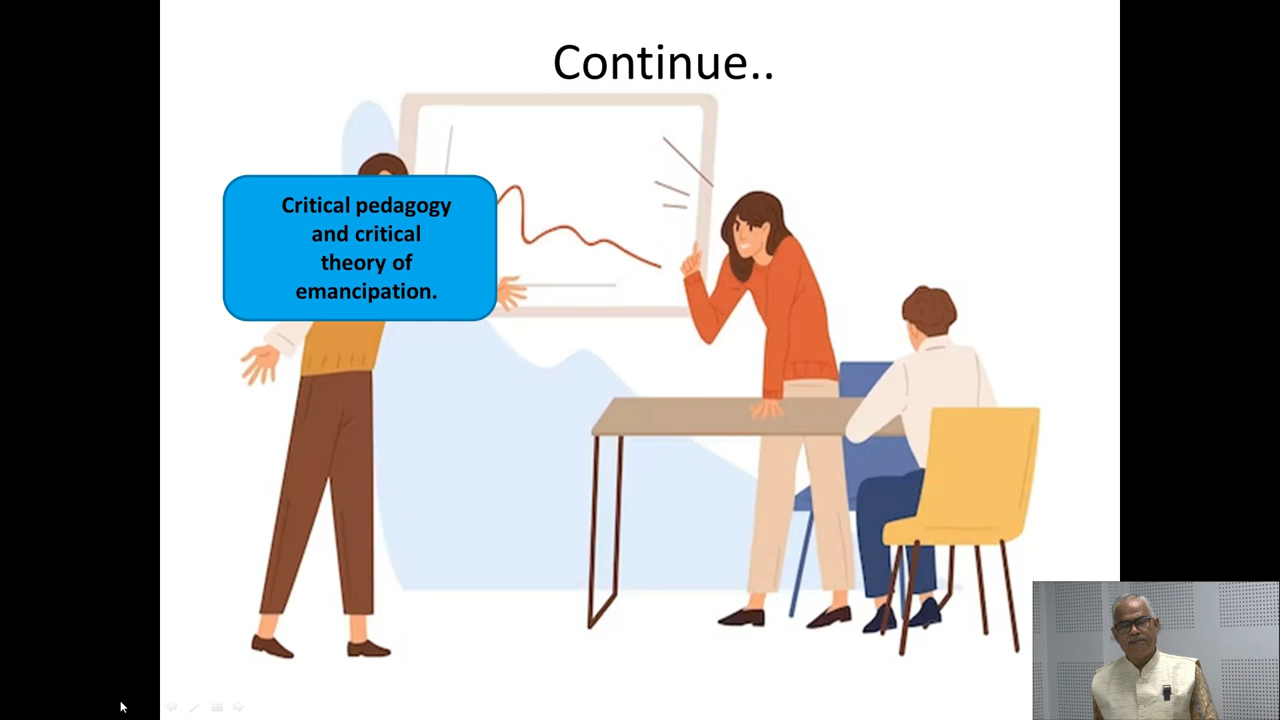 Continue..
Critical pedagogy
and critical
theory of
emancipation.